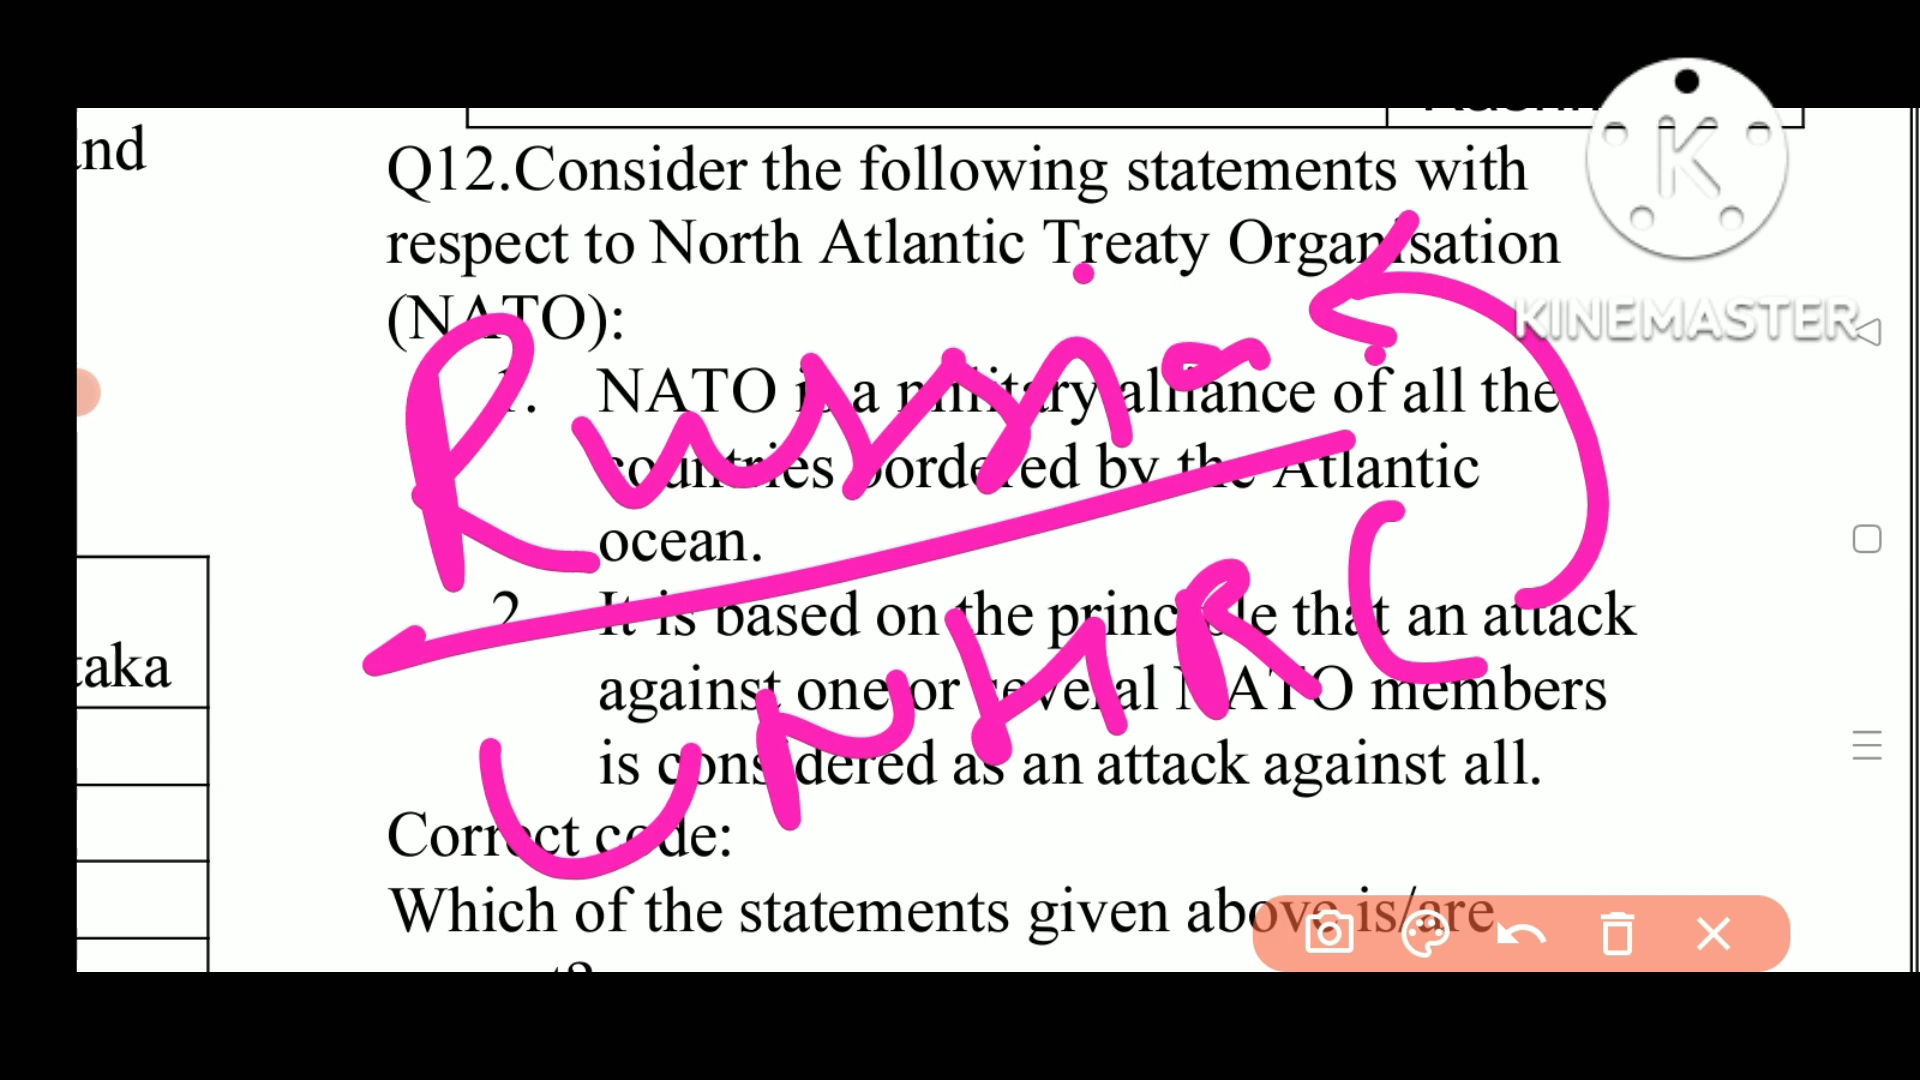 and
Q12.Consider the following statements with
respect to North Atlantic Treaty Organisation
(NATO):
1. NATO is a military alliance of all the
countries bordered by the Atlantic
ocean.
2. It is based on the principle that an attack
against one or several NATO members
is considered as an attack against all.
Correct code:
Which of the statements given above is/are
taka
Russia
UNHRC
K
KINEMASTER